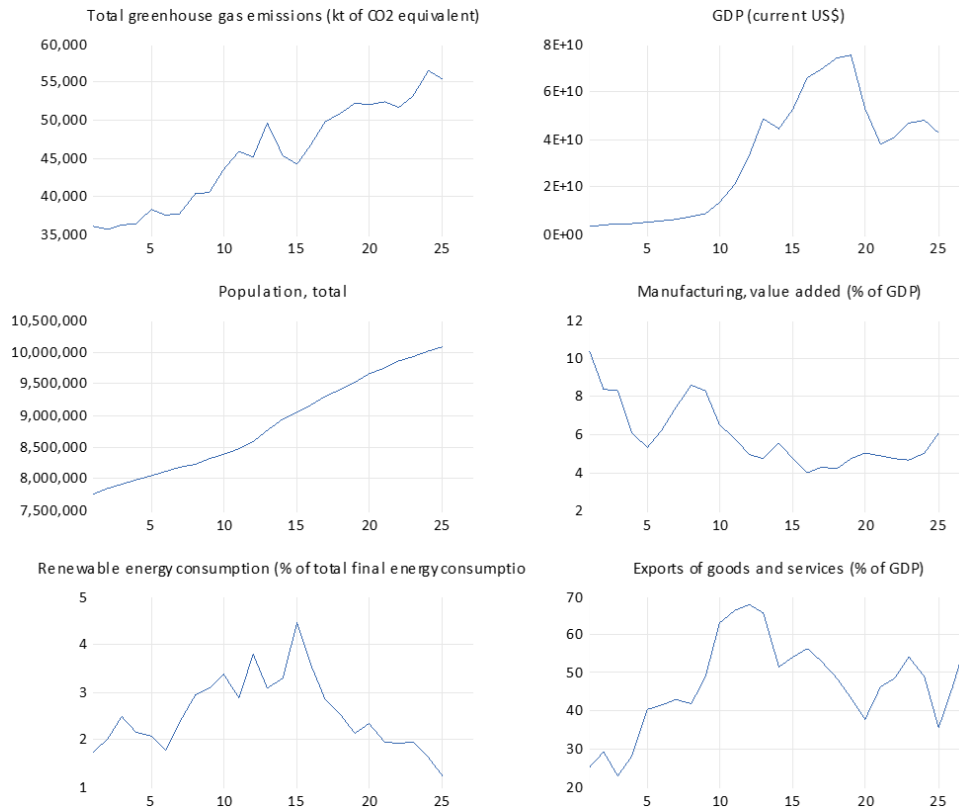 Total greenhouse gas emissions (kt of CO2 equivalent)
60,000
55,000
50,000
45,000
40,000
35,000
5 10 15 20 25
GDP (current US$)
8E+10
6E+10
4E+10
2E+10
0E+00
5 10 15 20 25
Population, total
10,500,000
10,000,000
9,500,000
9,000,000
8,500,000
8,000,000
7,500,000
5 10 15 20 25
Manufacturing, value added (% of GDP)
12
10
8
6
4
2
5 10 15 20 25
Renewable energy consumption (% of total final energy consumptio
5
4
3
2
1
5 10 15 20 25
Exports of goods and services (% of GDP)
70
60
50
40
30
20
5 10 15 20 25